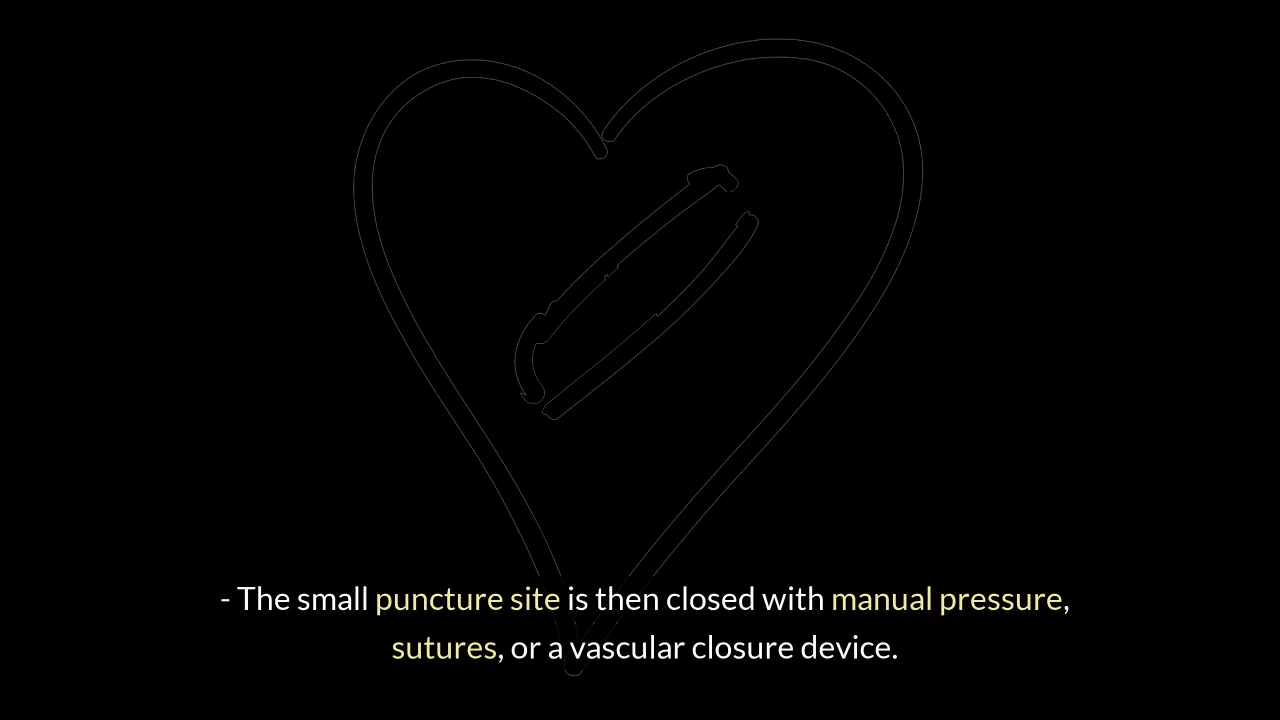 - The small puncture site is then closed with manual pressure,
sutures, or a vascular closure device.